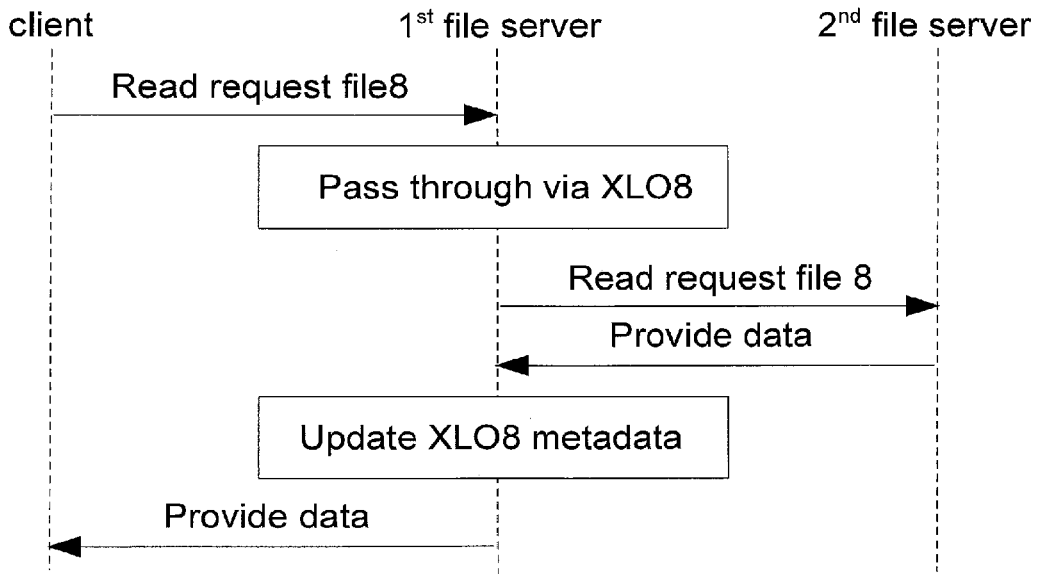 client 1st file server 2nd file server
Read request file8
Pass through via XLO8
Read request file 8
Provide data
Update XLO8 metadata
Provide data